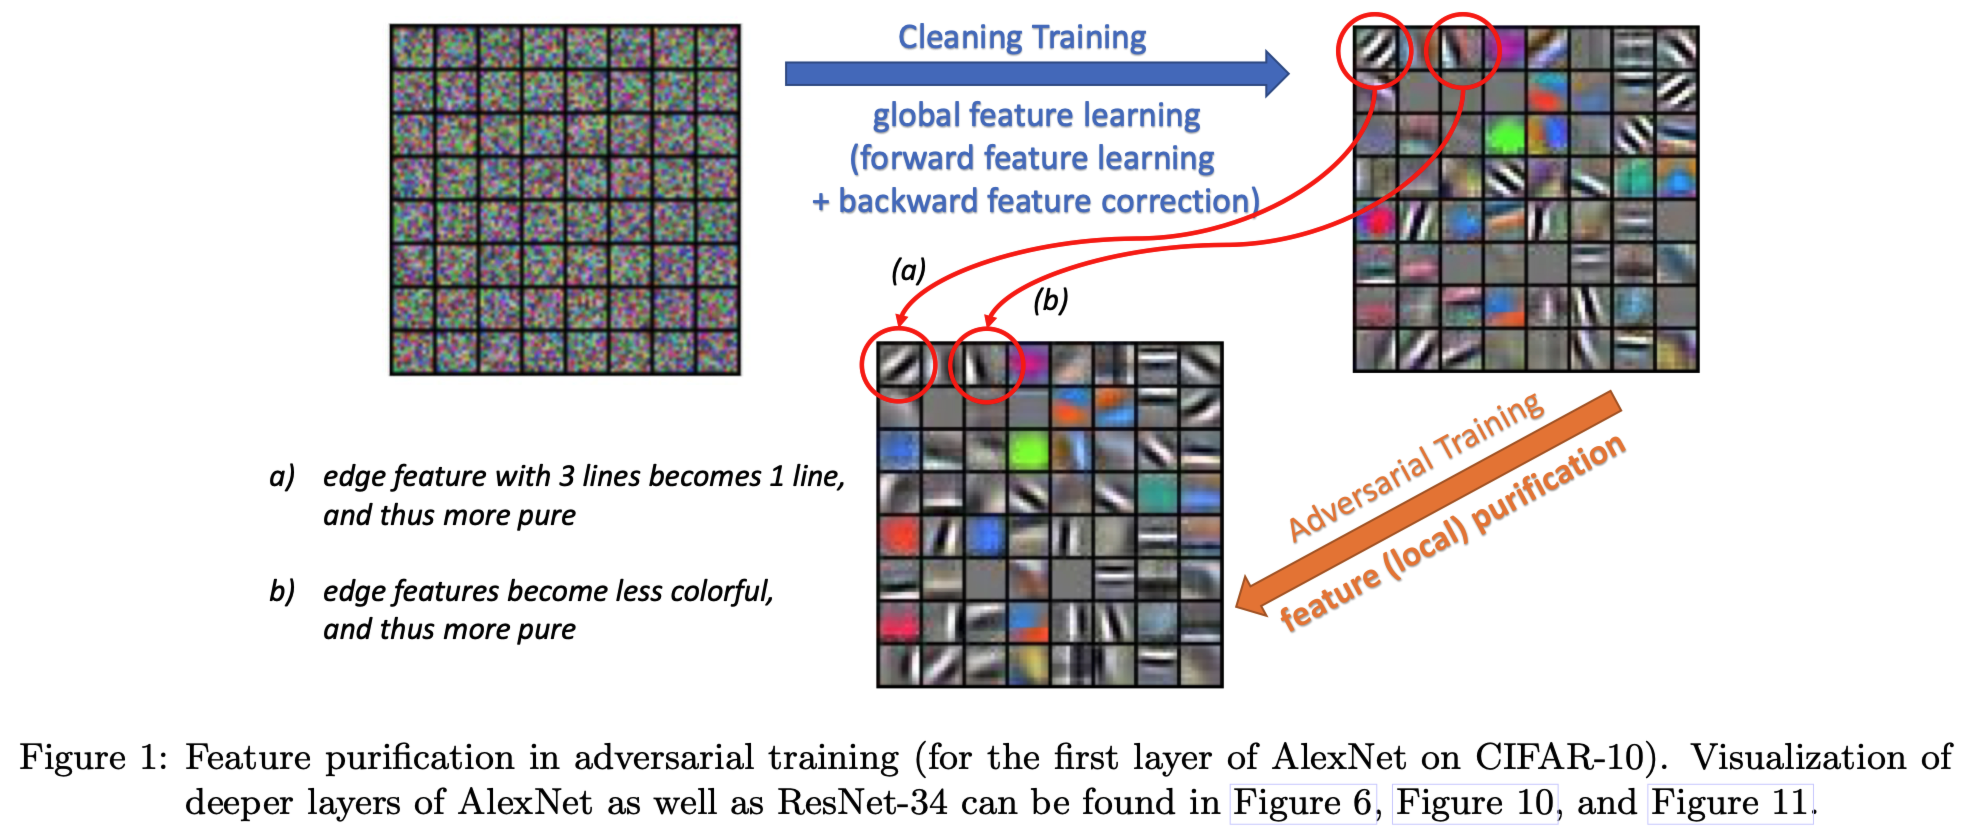 Cleaning Training
global feature learning
(forward feature learning
+ backward feature correction)
(a)
(b)
a) edge feature with 3 lines becomes 1 line,
and thus more pure
b) edge features become less colorful,
and thus more pure
Adversarial Training
feature (local) purification
Figure 1: Feature purification in adversarial training (for the first layer of AlexNet on CIFAR-10). Visualization of
deeper layers of AlexNet as well as ResNet-34 can be found in Figure 6, Figure 10, and Figure 11.